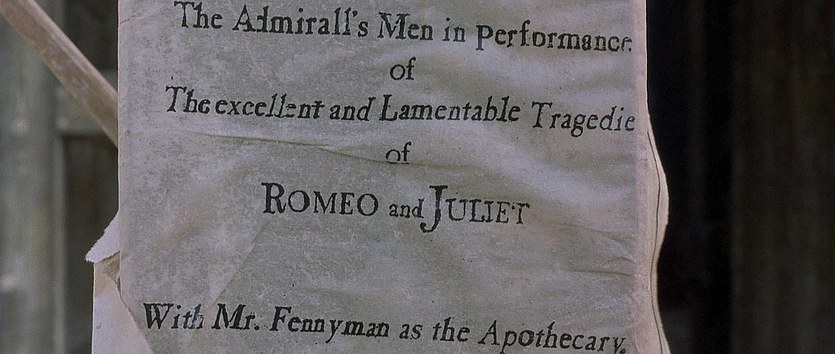 The Admirall's Men in Performance
of
The excellent and Lamentable Tragedie
of
ROMEO and JULIET
With Mr. Fennyman as the Apothecary.